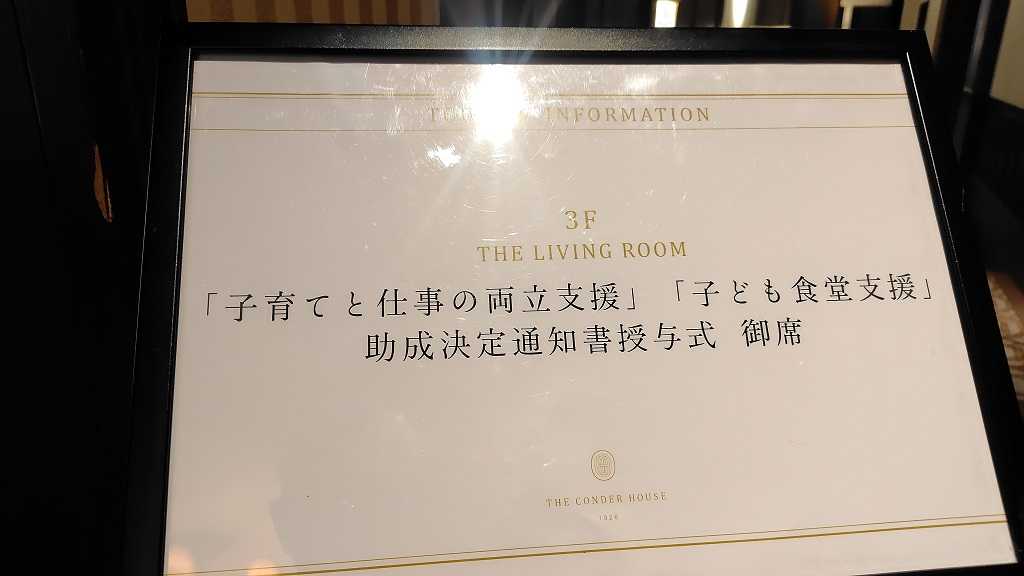 INFORMATION
3F
THE LIVING ROOM
「子育てと仕事の両立支援」「子ども食堂支援」
助成決定通知書授与式 御席
THE CONDER HOUSE
1926